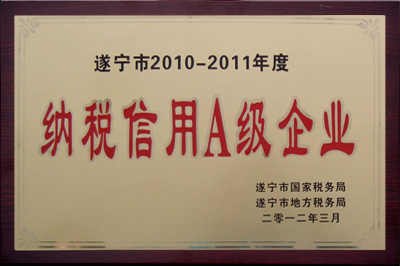 遂宁市2010-2011年度
纳税信用A级企业
遂宁市国家税务局
遂宁市地方税务局
二零一二年三月